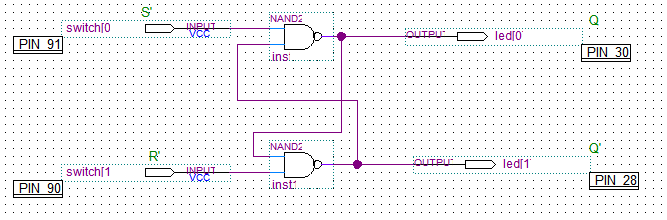 S'
NAND2
Q
switch[0
INPUT
VCC
OUTPUT
led[0
PIN_91
PIN_30
ins
R'
NAND2
Q'
switch[1
INPUT
VCC
OUTPUT
led[1
PIN_90
PIN_28
inst